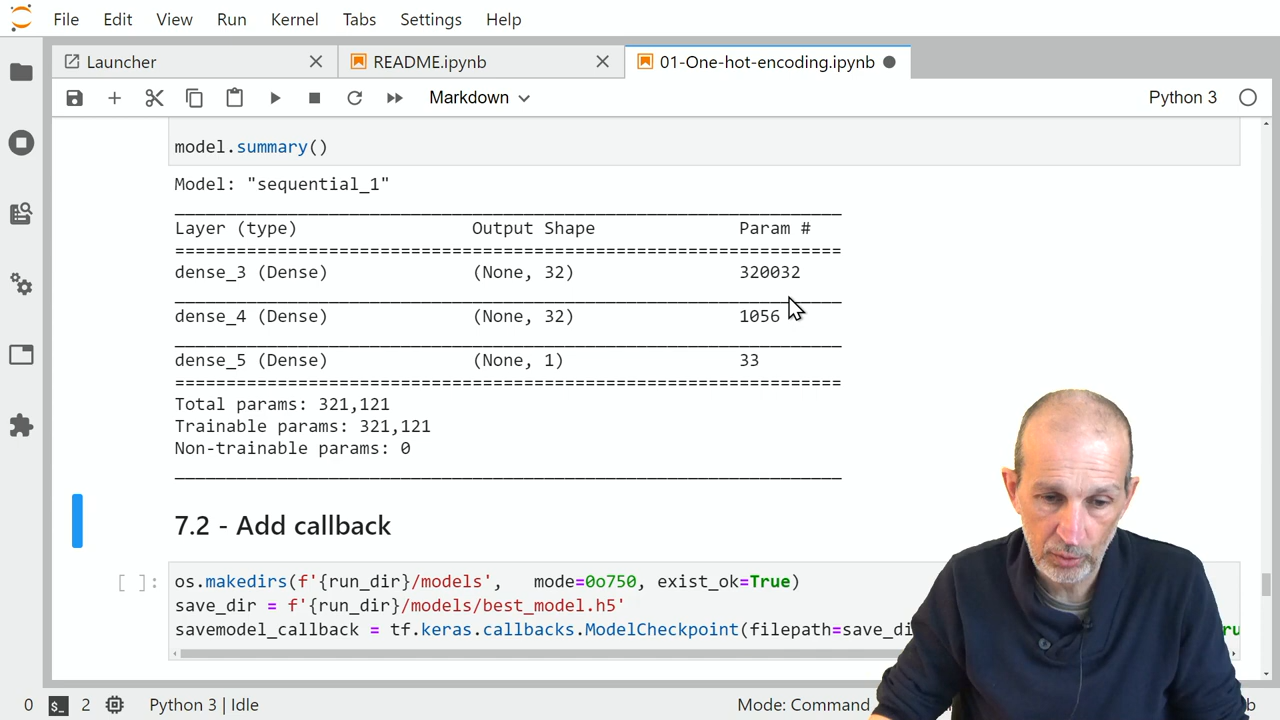 File Edit View Run Kernel Tabs Settings Help
Launcher README.ipynb 01-One-hot-encoding.ipynb
Markdown Python 3
model.summary()
Model: "sequential_1"
Layer (type) Output Shape Param #
dense_3 (Dense) (None, 32) 320032
dense_4 (Dense) (None, 32) 1056
dense_5 (Dense) (None, 1) 33
Total params: 321,121
Trainable params: 321,121
Non-trainable params: 0
7.2 - Add callback
[ ]: os.makedirs(f'{run_dir}/models', mode=0o750, exist_ok=True)
save_dir = f'{run_dir}/models/best_model.h5'
savemodel_callback = tf.keras.callbacks.ModelCheckpoint(filepath=save_di
0 $_ 2 Python 3 | Idle Mode: Command